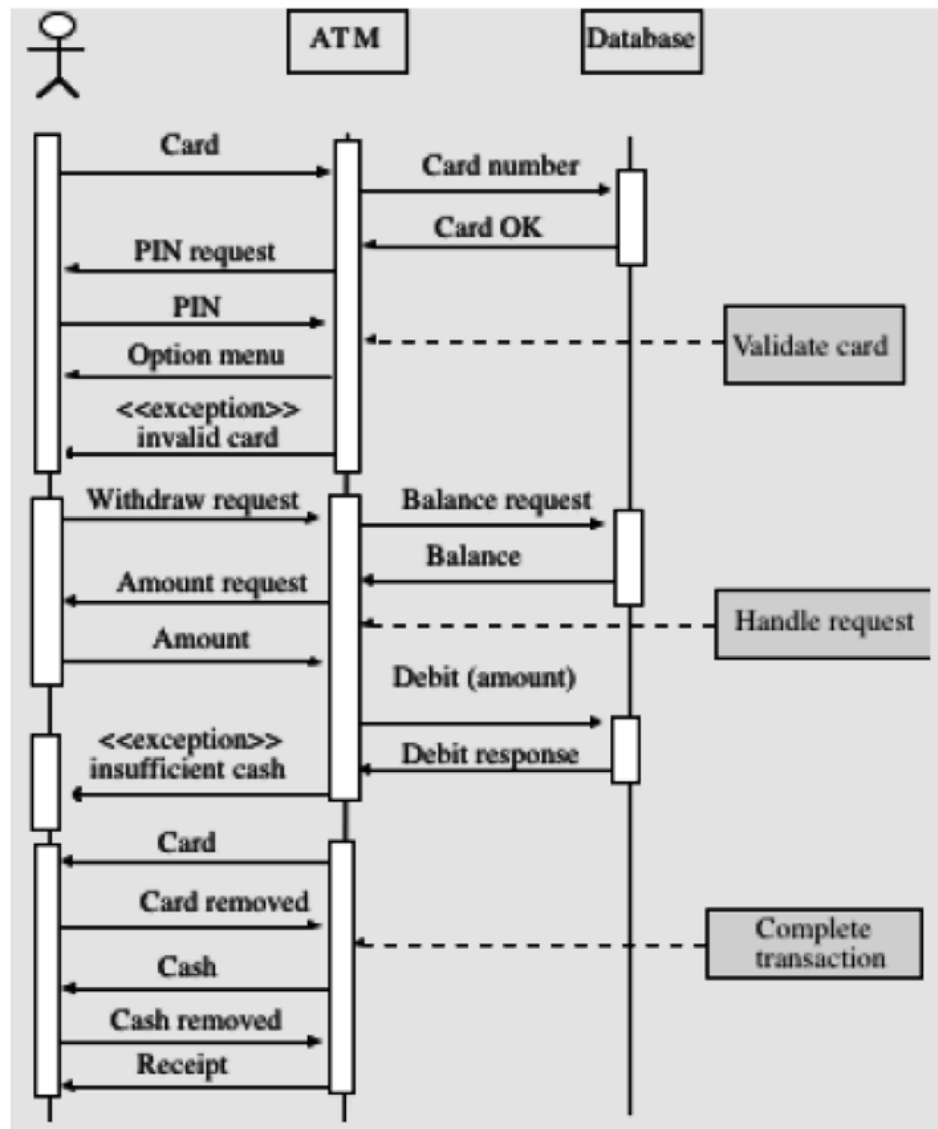 ATM
Database
Card
Card number
Card OK
PIN request
PIN
Validate card
Option menu
<<exception>>
invalid card
Withdraw request
Balance request
Balance
Amount request
Handle request
Amount
Debit (amount)
<<exception>>
insufficient cash
Debit response
Card
Card removed
Complete
transaction
Cash
Cash removed
Receipt